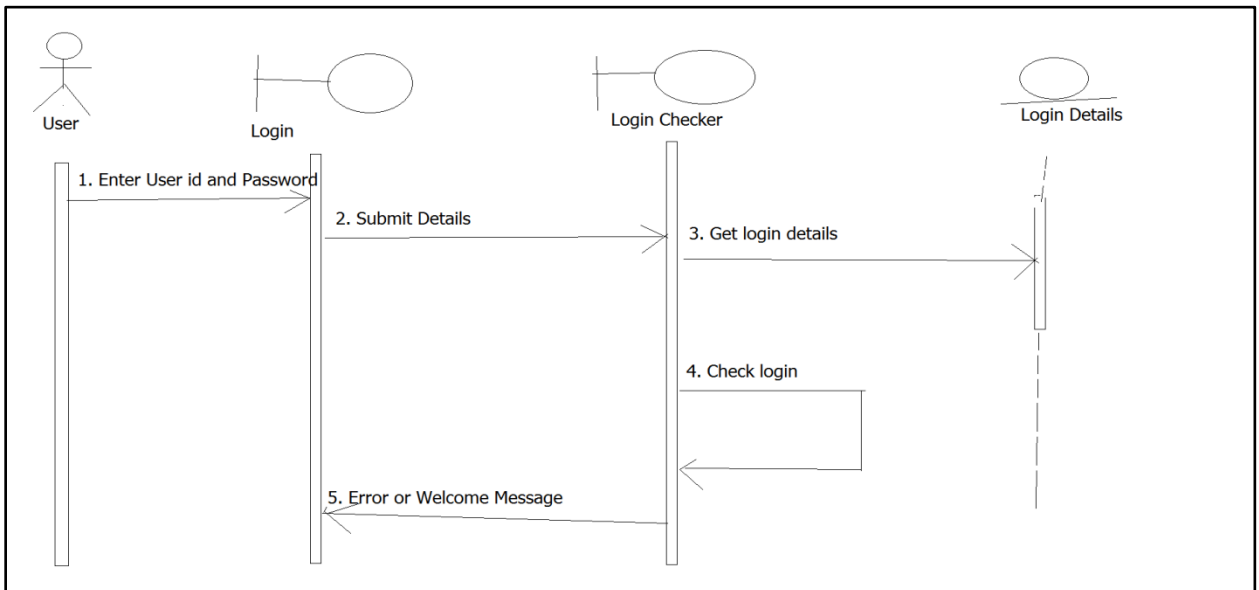 User
Login
Login Checker
Login Details
1. Enter User id and Password
2. Submit Details
3. Get login details
4. Check login
5. Error or Welcome Message